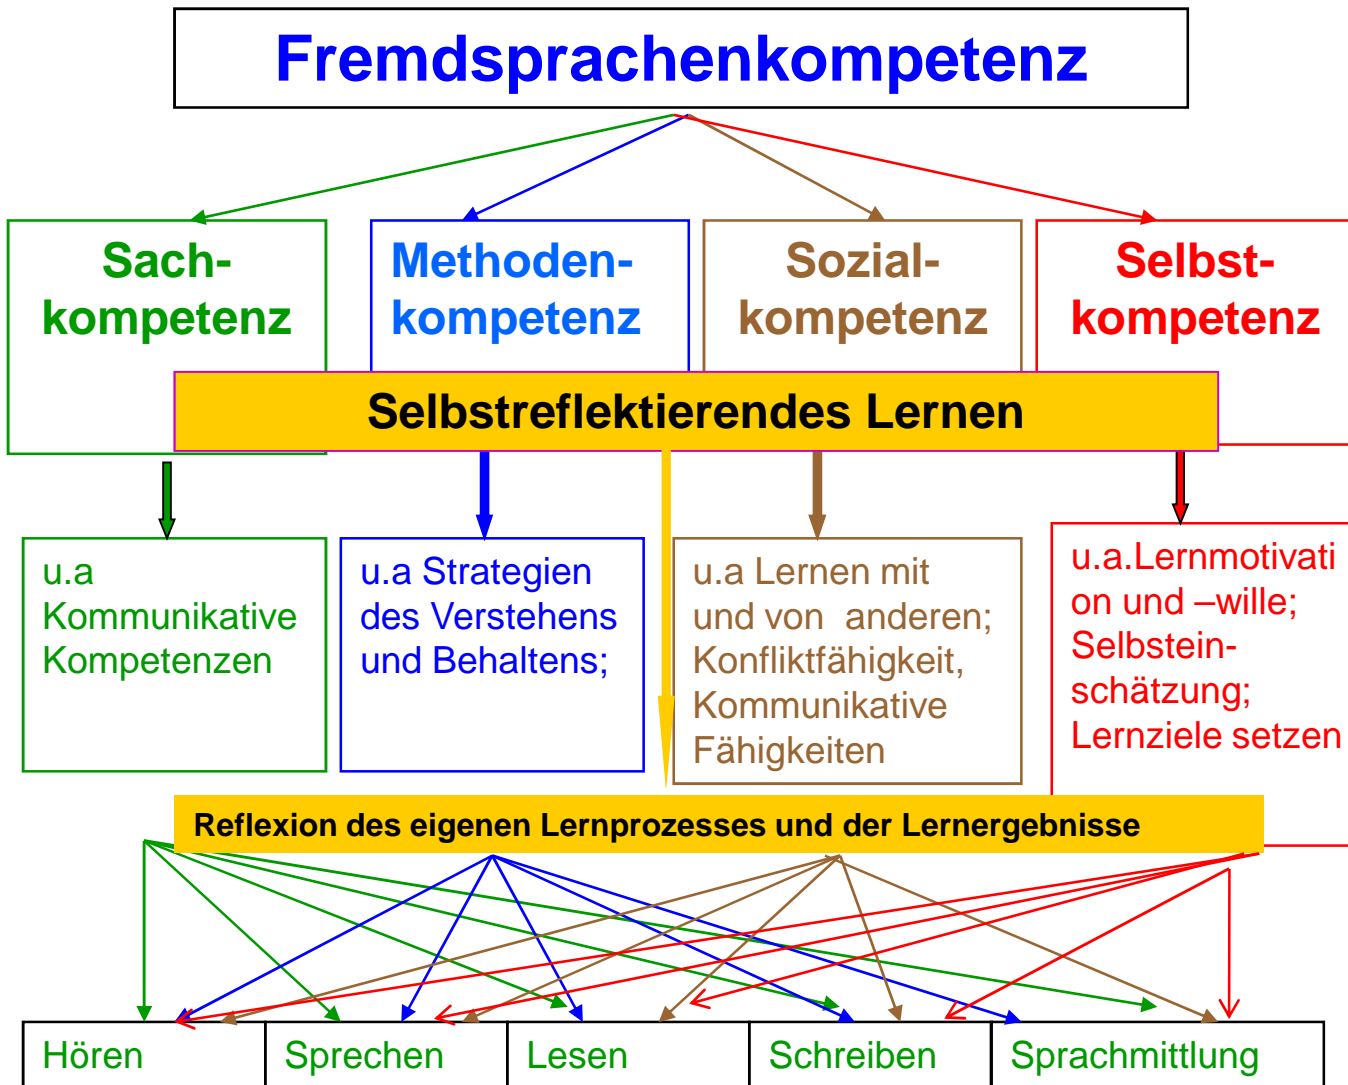 Fremdsprachenkompetenz
Sach-
kompetenz
Methoden-
kompetenz
Sozial-
kompetenz
Selbst-
kompetenz
Selbstreflektierendes Lernen
u.a
Kommunikative
Kompetenzen
u.a Strategien
des Verstehens
und Behaltens;
u.a Lernen mit
und von anderen;
Konfliktfähigkeit,
Kommunikative
Fähigkeiten
u.a.Lernmotivati
on und –wille;
Selbstein-
schätzung;
Lernziele setzen
Reflexion des eigenen Lernprozesses und der Lernergebnisse
Hören
Sprechen
Lesen
Schreiben
Sprachmittlung